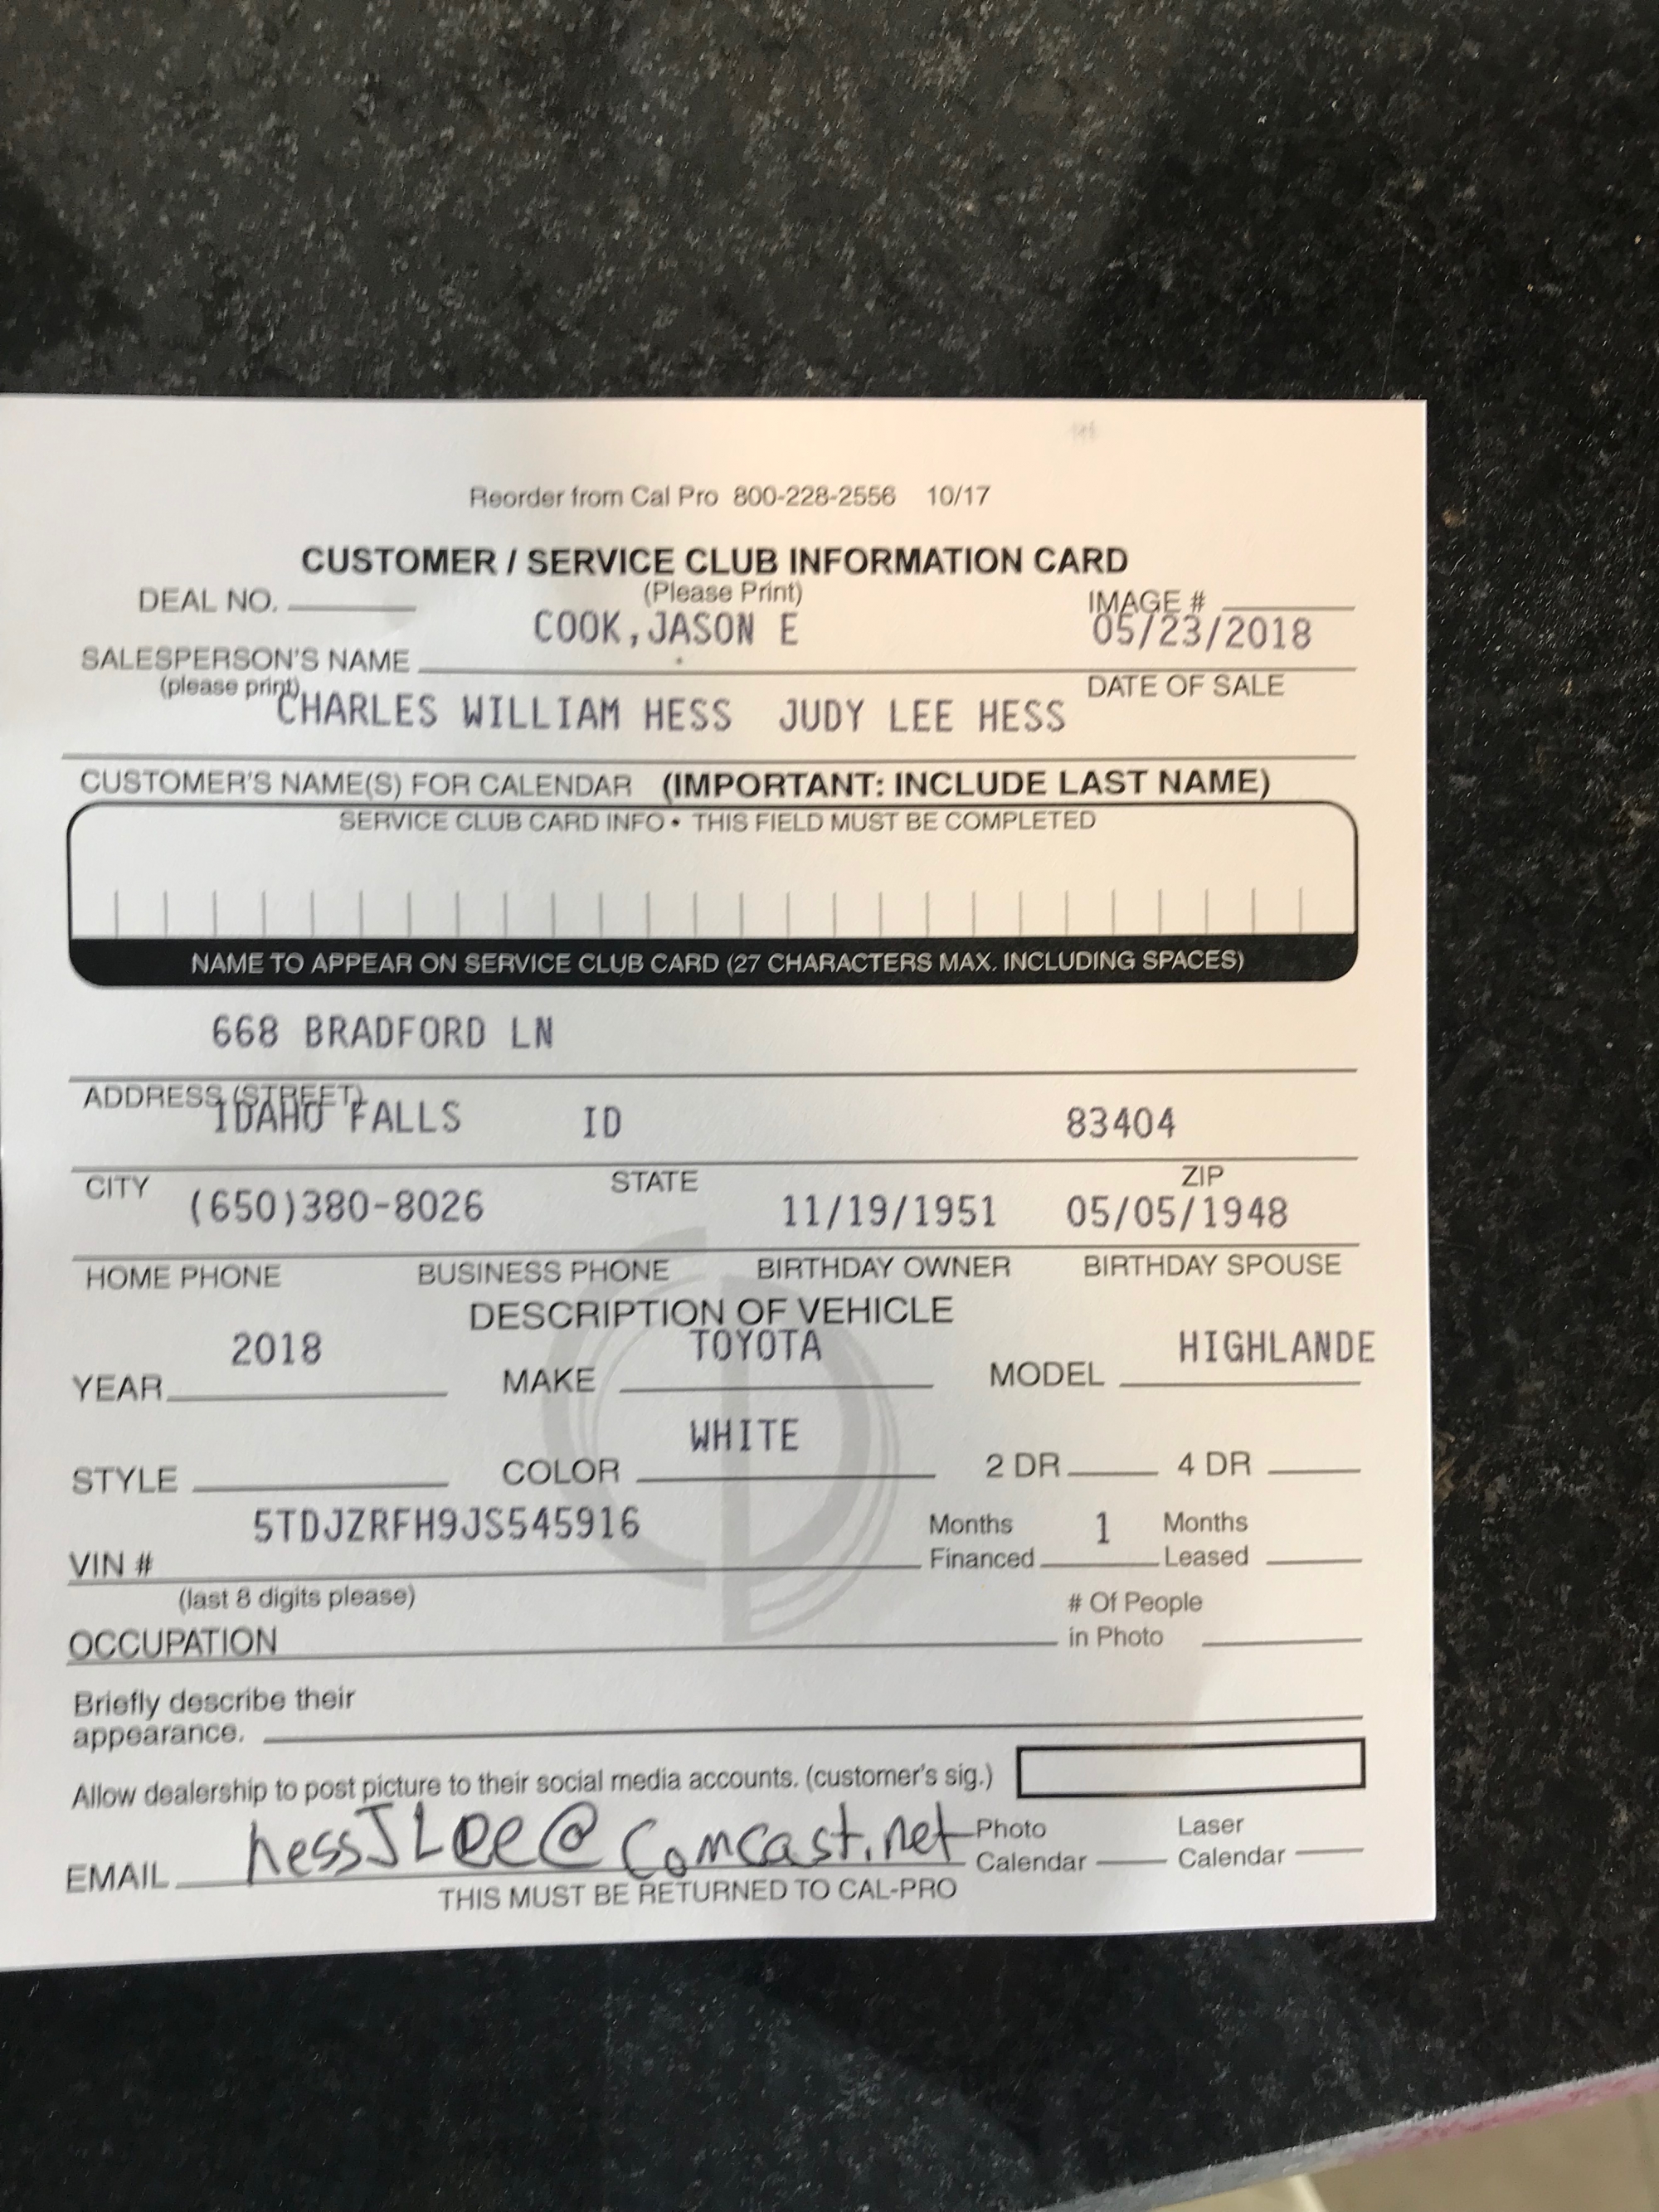 Reorder from Cal Pro 800-228-2556 10/17
CUSTOMER / SERVICE CLUB INFORMATION CARD
DEAL NO. (Please Print) IMAGE #
COOK,JASON E 05/23/2018
SALESPERSON'S NAME
(please print) DATE OF SALE
CHARLES WILLIAM HESS JUDY LEE HESS
CUSTOMER'S NAME(S) FOR CALENDAR (IMPORTANT: INCLUDE LAST NAME)
SERVICE CLUB CARD INFO • THIS FIELD MUST BE COMPLETED
NAME TO APPEAR ON SERVICE CLUB CARD (27 CHARACTERS MAX. INCLUDING SPACES)
668 BRADFORD LN
ADDRESS (STREET)
IDAHO FALLS ID 83404
CITY STATE ZIP
(650)380-8026 11/19/1951 05/05/1948
HOME PHONE BUSINESS PHONE BIRTHDAY OWNER BIRTHDAY SPOUSE
DESCRIPTION OF VEHICLE
2018 TOYOTA HIGHLANDE
YEAR MAKE MODEL
WHITE
STYLE COLOR 2 DR 4 DR
5TDJZRFH9JS545916 Months 1 Months
VIN # Financed Leased
(last 8 digits please) # Of People
OCCUPATION in Photo
Briefly describe their
appearance.
Allow dealership to post picture to their social media accounts. (customer's sig.)
hessJLee@comcast.net Photo Laser
EMAIL Calendar Calendar
THIS MUST BE RETURNED TO CAL-PRO